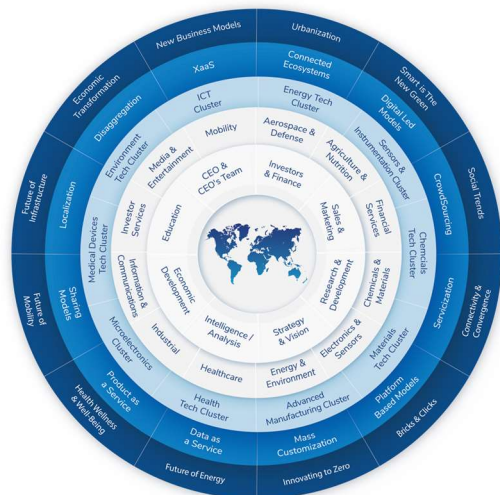 New Business Models
Urbanization
Smart is The
New Green
Social Trends
Connectivity &
Convergence
Bricks & Clicks
Innovating to Zero
Future of Energy
Health Wellness
& Well-Being
Future of
Mobility
Future of
Infrastructure
Economic
Transformation
XaaS
Connected
Ecosystems
Digital Led
Models
CrowdSourcing
Servicization
Platform
Based Models
Mass
Customization
Data as
a Service
Product as
a Service
Sharing
Models
Localization
Disaggregation
ICT
Cluster
Energy Tech
Cluster
Sensors &
Instrumentation Cluster
Chemcials
Tech Cluster
Materials
Tech Cluster
Advanced
Manufacturing Cluster
Health
Tech Cluster
Microelectronics
Cluster
Medical Devices
Tech Cluster
Environment
Tech Cluster
Mobility
Aerospace &
Defense
Agriculture &
Nutrition
Financial
Services
Chemicals &
Materials
Electronics &
Sensors
Energy &
Environment
Healthcare
Industrial
Information &
Communications
Investor
Services
Media &
Entertainment
CEO &
CEO's Team
Investors
& Finance
Sales &
Marketing
Research &
Development
Strategy
& Vision
Intelligence /
Analysis
Economic
Development
Education